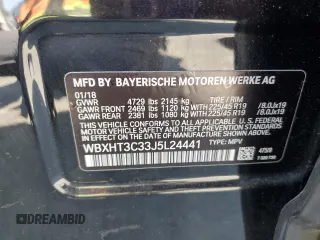 MFD BY BAYERISCHE MOTOREN WERKE AG
01/18
GVWR 4729 lbs 2145 kg TIRE / RIM
GAWR FRONT 2469 lbs 1120 kg WITH 225/45 R19 /8.0Jx19
GAWR REAR 2381 lbs 1080 kg WITH 225/45 R19 /8.0Jx19
THIS VEHICLE CONFORMS TO ALL APPLICABLE U.S. FEDERAL
MOTOR VEHICLE SAFETY STANDARDS IN EFFECT ON THE
DATE OF MANUFACTURE SHOWN ABOVE.
WBXHT3C33J5L24441 TYPE: MPV
475/9
DREAMBID